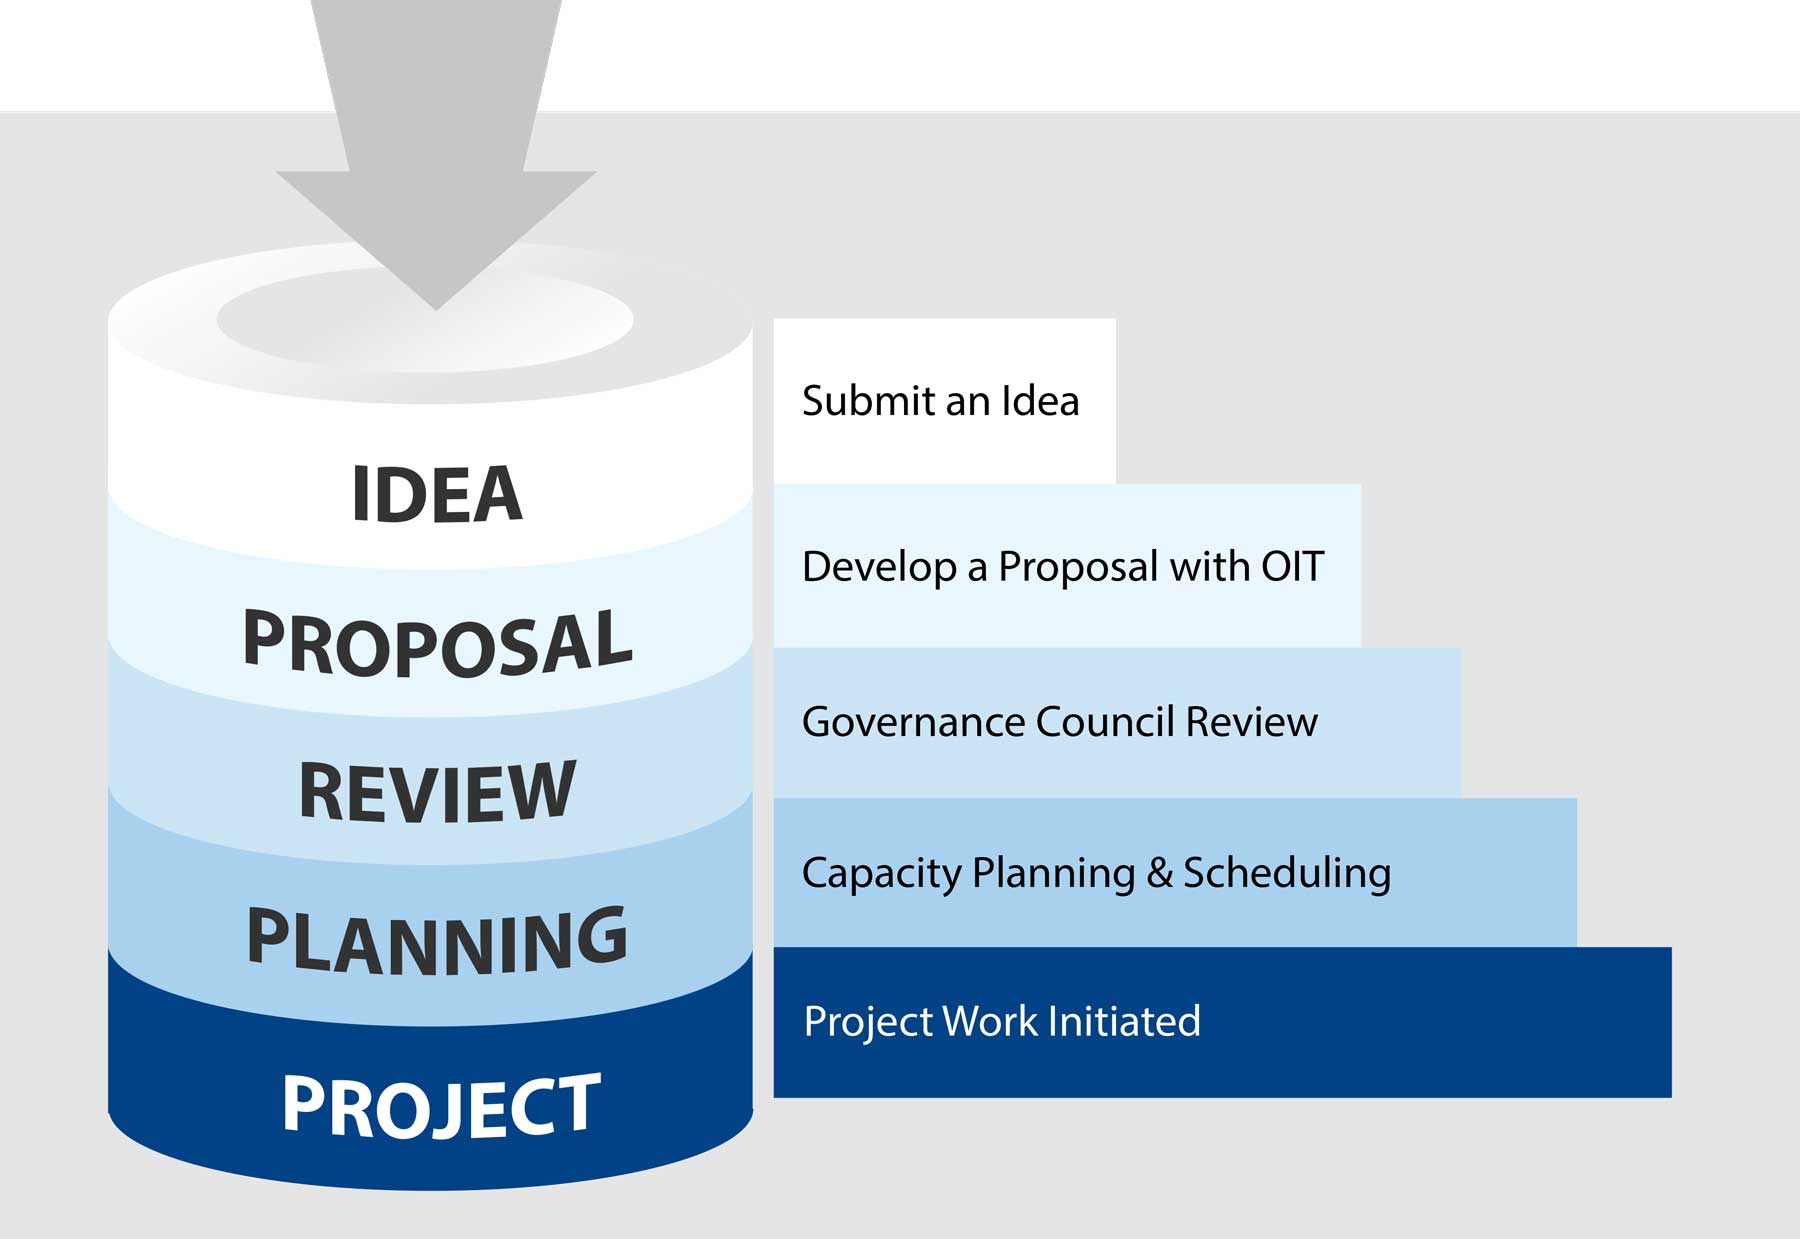 IDEA
Submit an Idea
PROPOSAL
Develop a Proposal with OIT
REVIEW
Governance Council Review
PLANNING
Capacity Planning & Scheduling
PROJECT
Project Work Initiated